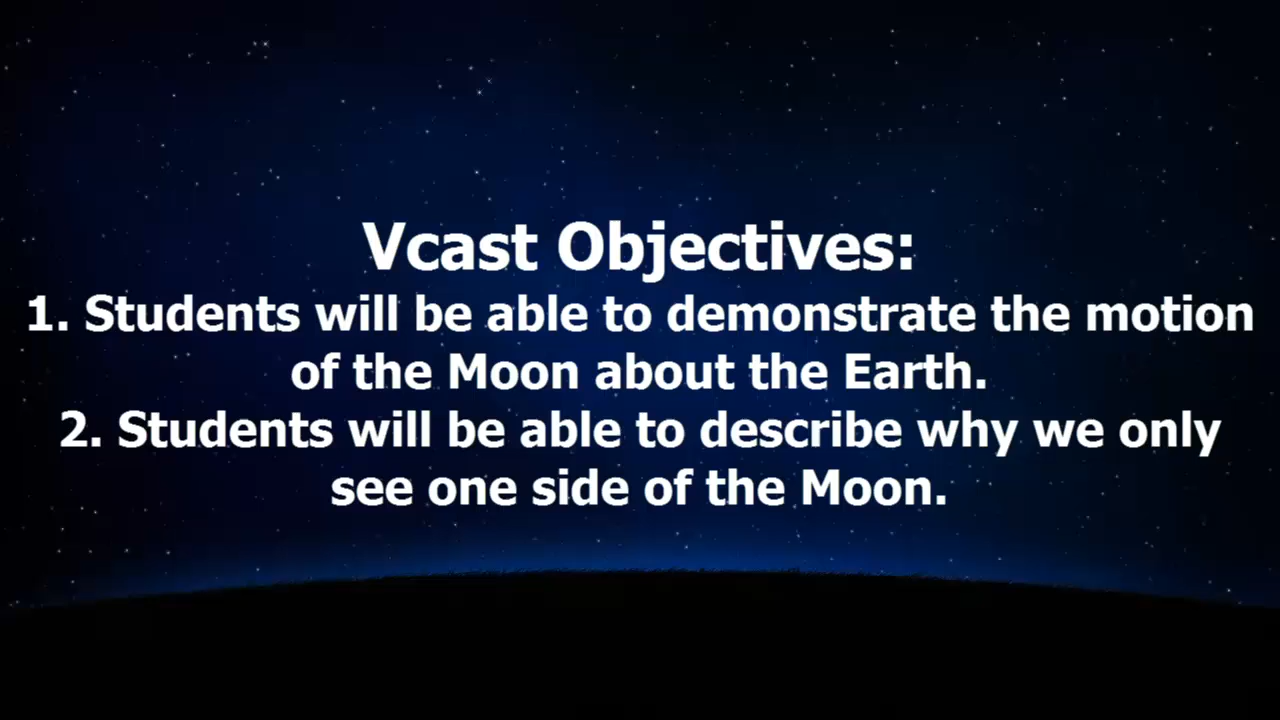 Vcast Objectives:
1. Students will be able to demonstrate the motion
of the Moon about the Earth.
2. Students will be able to describe why we only
see one side of the Moon.